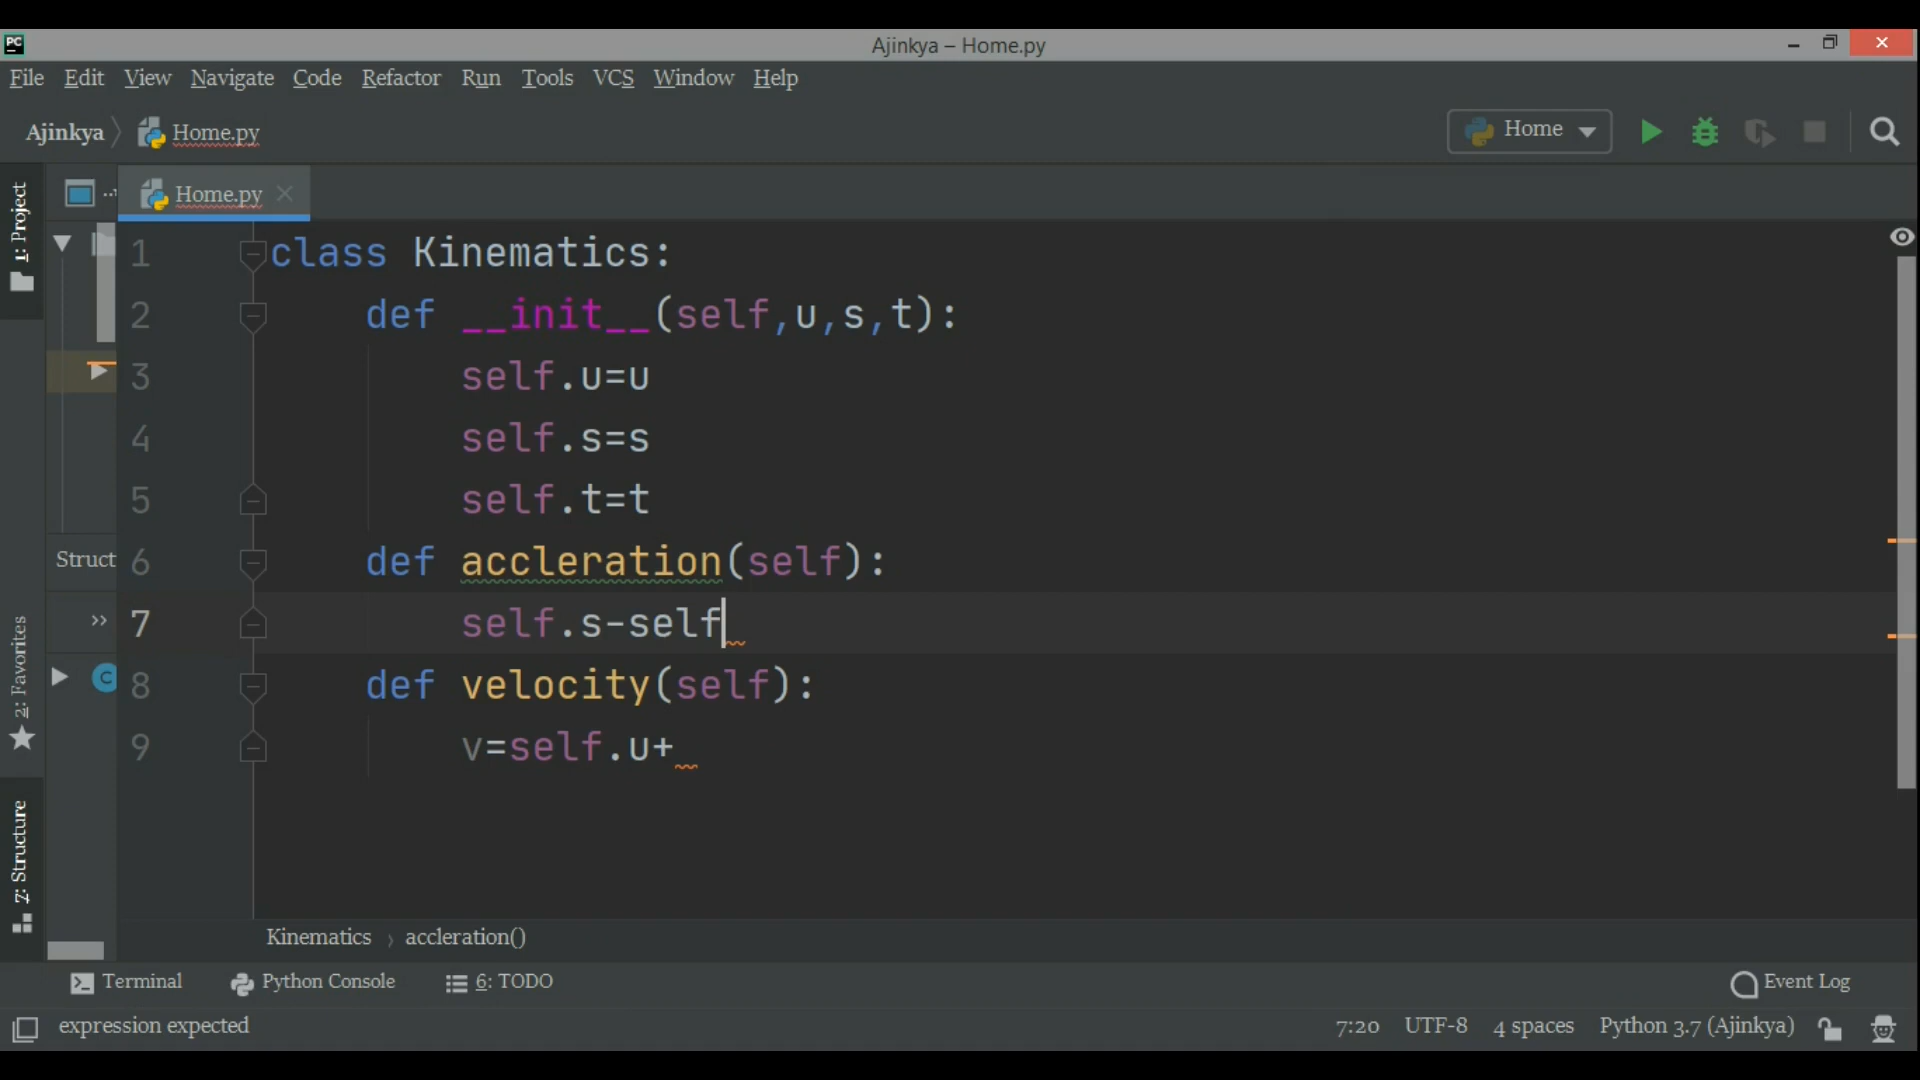 PC
Ajinkya – Home.py
File Edit View Navigate Code Refactor Run Tools VCS Window Help
Ajinkya Home.py Home
1: Project
Home.py
1 class Kinematics:
2 def __init__(self,u,s,t):
3 self.u=u
4 self.s=s
5 self.t=t
Struct 6 def accleration(self):
7 self.s-self
8 def velocity(self):
9 v=self.u+
2: Favorites
Z: Structure
Kinematics › accleration()
Terminal Python Console 6: TODO Event Log
expression expected 7:20 UTF-8 4 spaces Python 3.7 (Ajinkya)